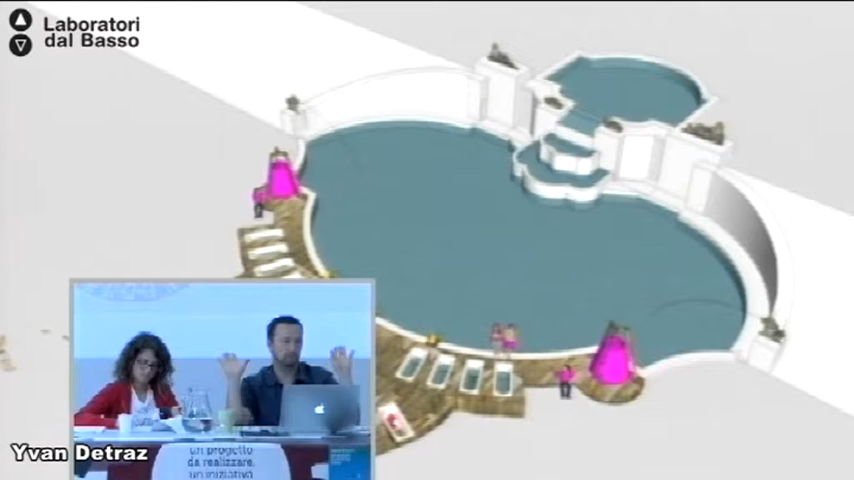 Laboratori
dal Basso
Yvan Detraz
un progetto
da realizzare,
un'iniziativa